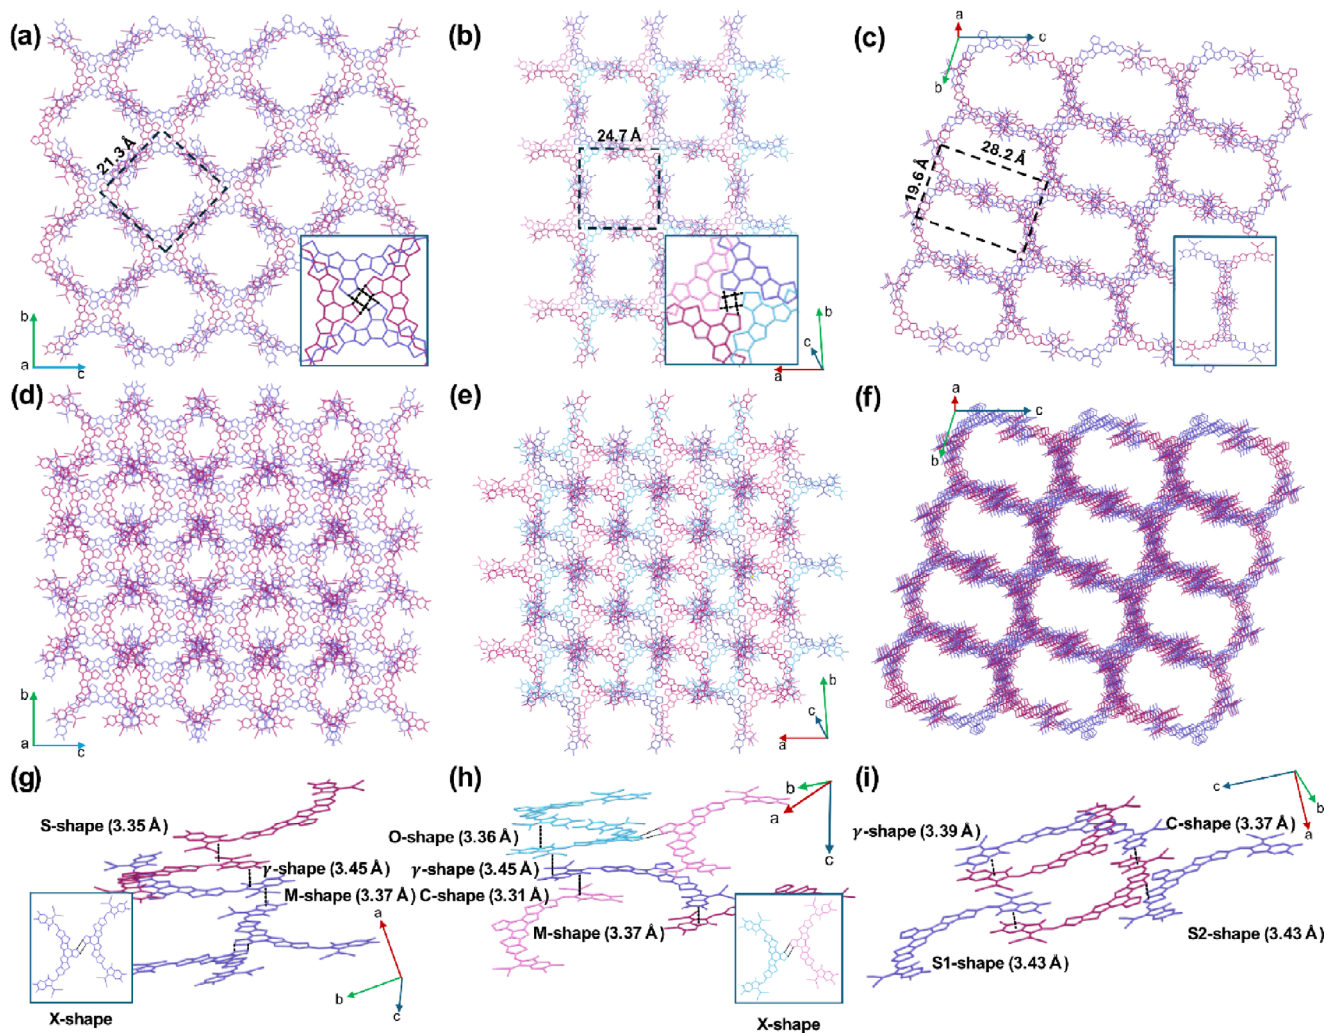 (a)
21.3 Å
b
a
c
(b)
24.7 Å
b
c
a
(c)
a
c
b
19.6 Å
28.2 Å
(d)
b
a
c
(e)
b
c
a
(f)
a
c
b
(g)
S-shape (3.35 Å)
γ-shape (3.45 Å)
M-shape (3.37 Å)
a
b
c
X-shape
(h)
b
a
c
O-shape (3.36 Å)
γ-shape (3.45 Å)
C-shape (3.31 Å)
M-shape (3.37 Å)
X-shape
(i)
c
b
a
γ-shape (3.39 Å)
C-shape (3.37 Å)
S2-shape (3.43 Å)
S1-shape (3.43 Å)